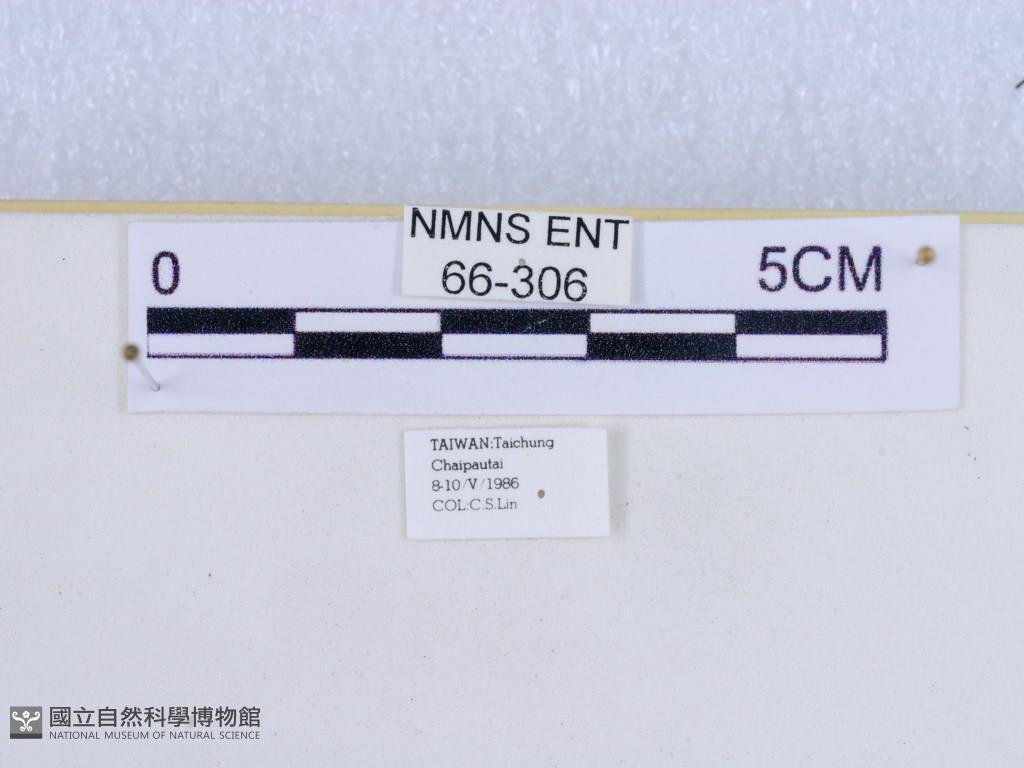 NMNS ENT
66-306
0
5CM
TAIWAN:Taichung
Chaipautai
8-10/V/1986
COL:C.S.Lin
國立自然科學博物館
NATIONAL MUSEUM OF NATURAL SCIENCE